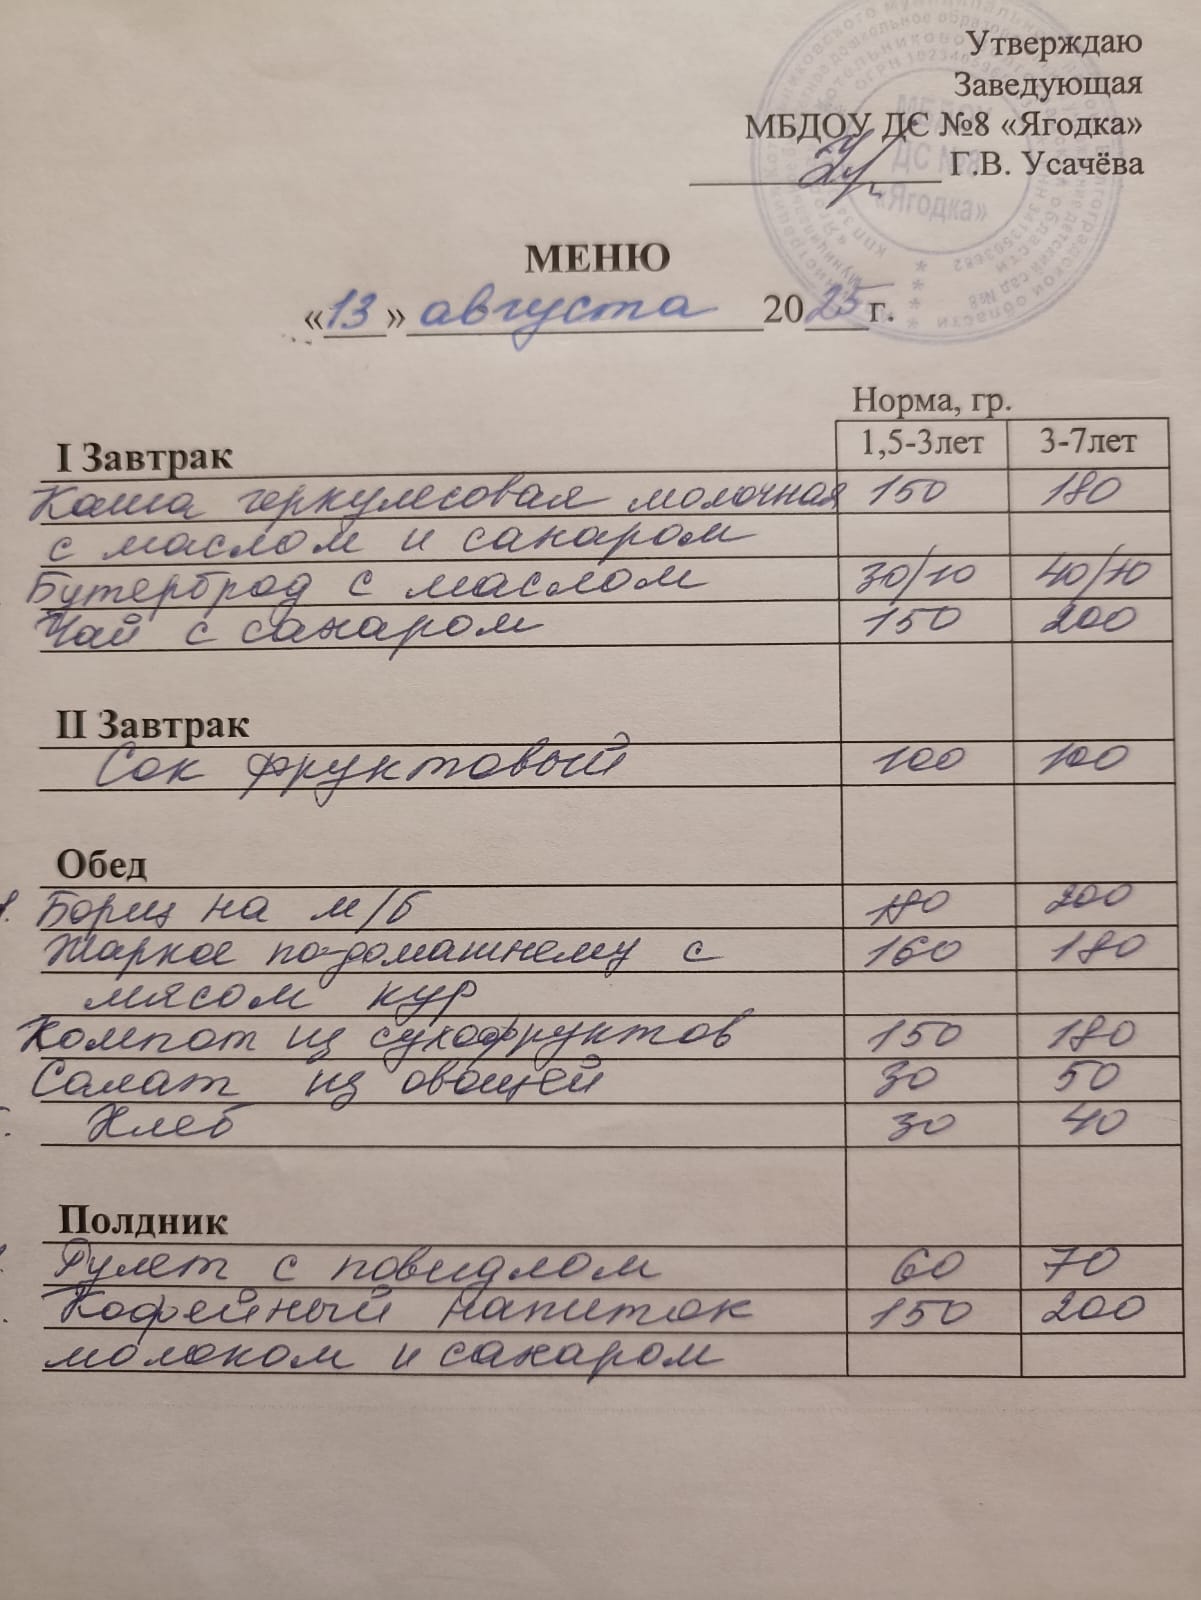 Утверждаю
Заведующая
МБДОУ ДС №8 «Ягодка»
Г.В. Усачёва
МБДОУ
ДС №8
«Ягодка»
МЕНЮ
«13» августа 2025 г.
Норма, гр.
I Завтрак 1,5-3лет 3-7лет
Каша геркулесовая молочная 150 180
с маслом и сахаром
Бутерброд с маслом 30/10 40/10
Чай с сахаром 150 200
II Завтрак
Сок фруктовый 100 100
Обед
Борщ на м/б 180 200
Жаркое по-домашнему с 160 180
мясом кур
Компот из сухофруктов 150 180
Салат из овощей 30 50
Хлеб 30 40
Полдник
Рулет с повидлом 60 70
Кофейный напиток 150 200
молоком и сахаром